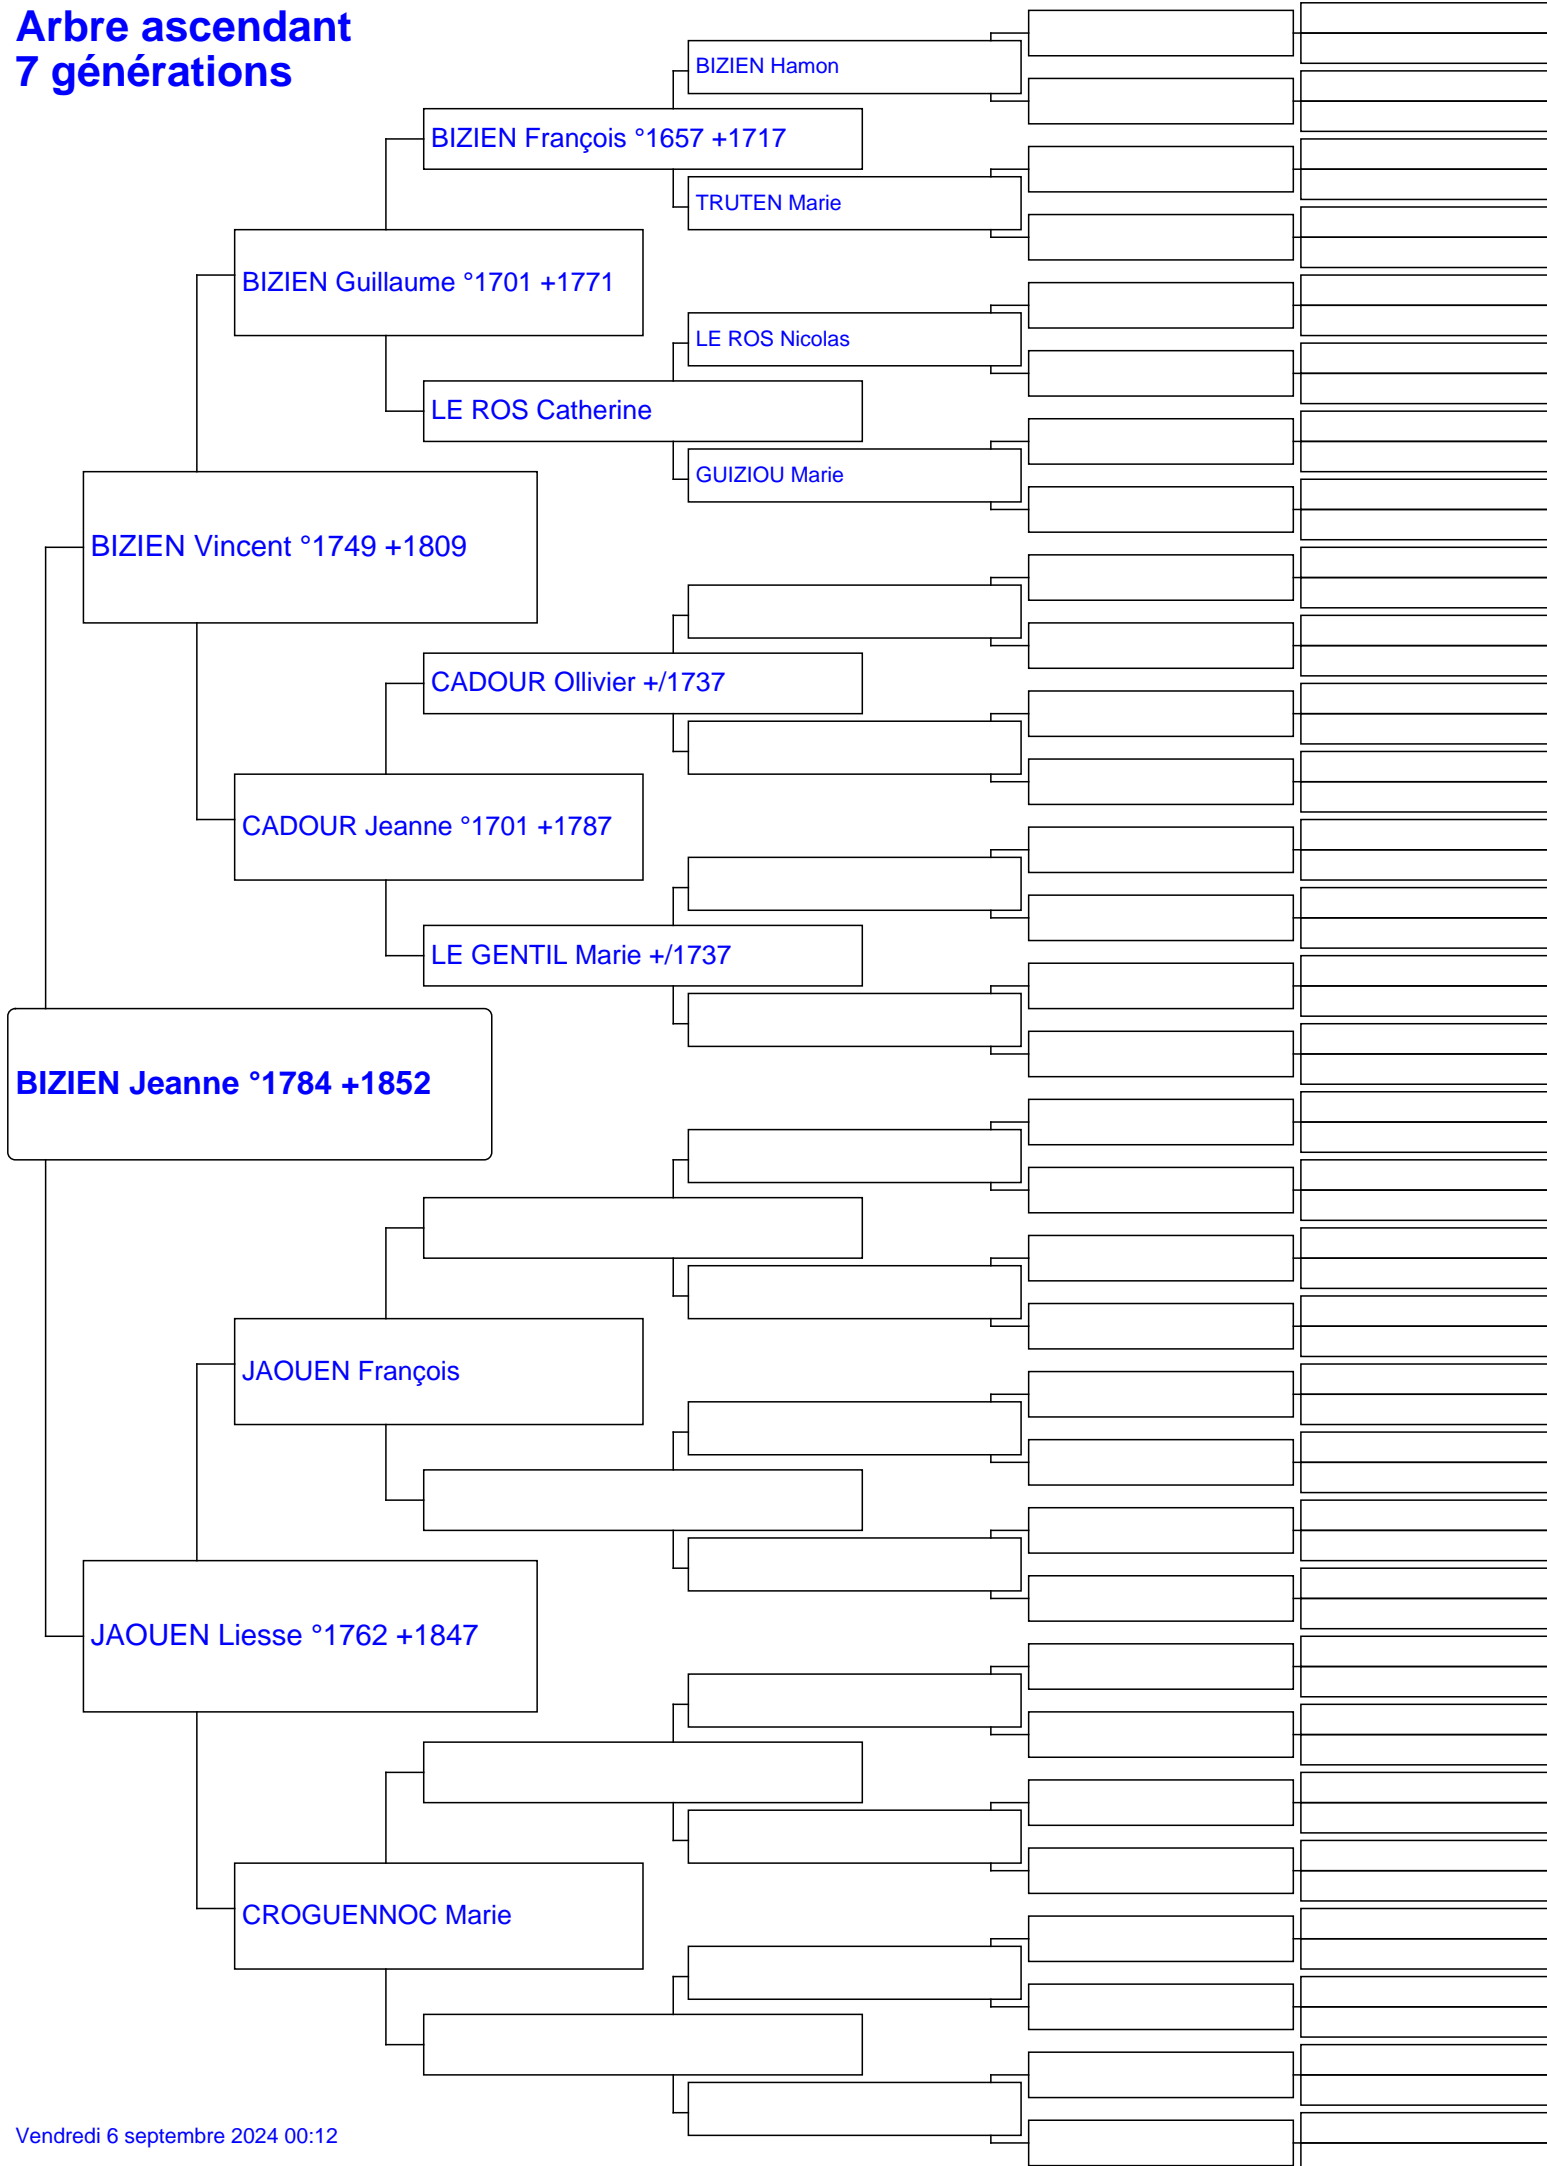 Arbre ascendant
7 générations
BIZIEN Hamon
BIZIEN François °1657 +1717
TRUTEN Marie
BIZIEN Guillaume °1701 +1771
LE ROS Nicolas
LE ROS Catherine
GUIZIOU Marie
BIZIEN Vincent °1749 +1809
CADOUR Ollivier +/1737
CADOUR Jeanne °1701 +1787
LE GENTIL Marie +/1737
BIZIEN Jeanne °1784 +1852
JAOUEN François
JAOUEN Liesse °1762 +1847
CROGUENNOC Marie
Vendredi 6 septembre 2024 00:12